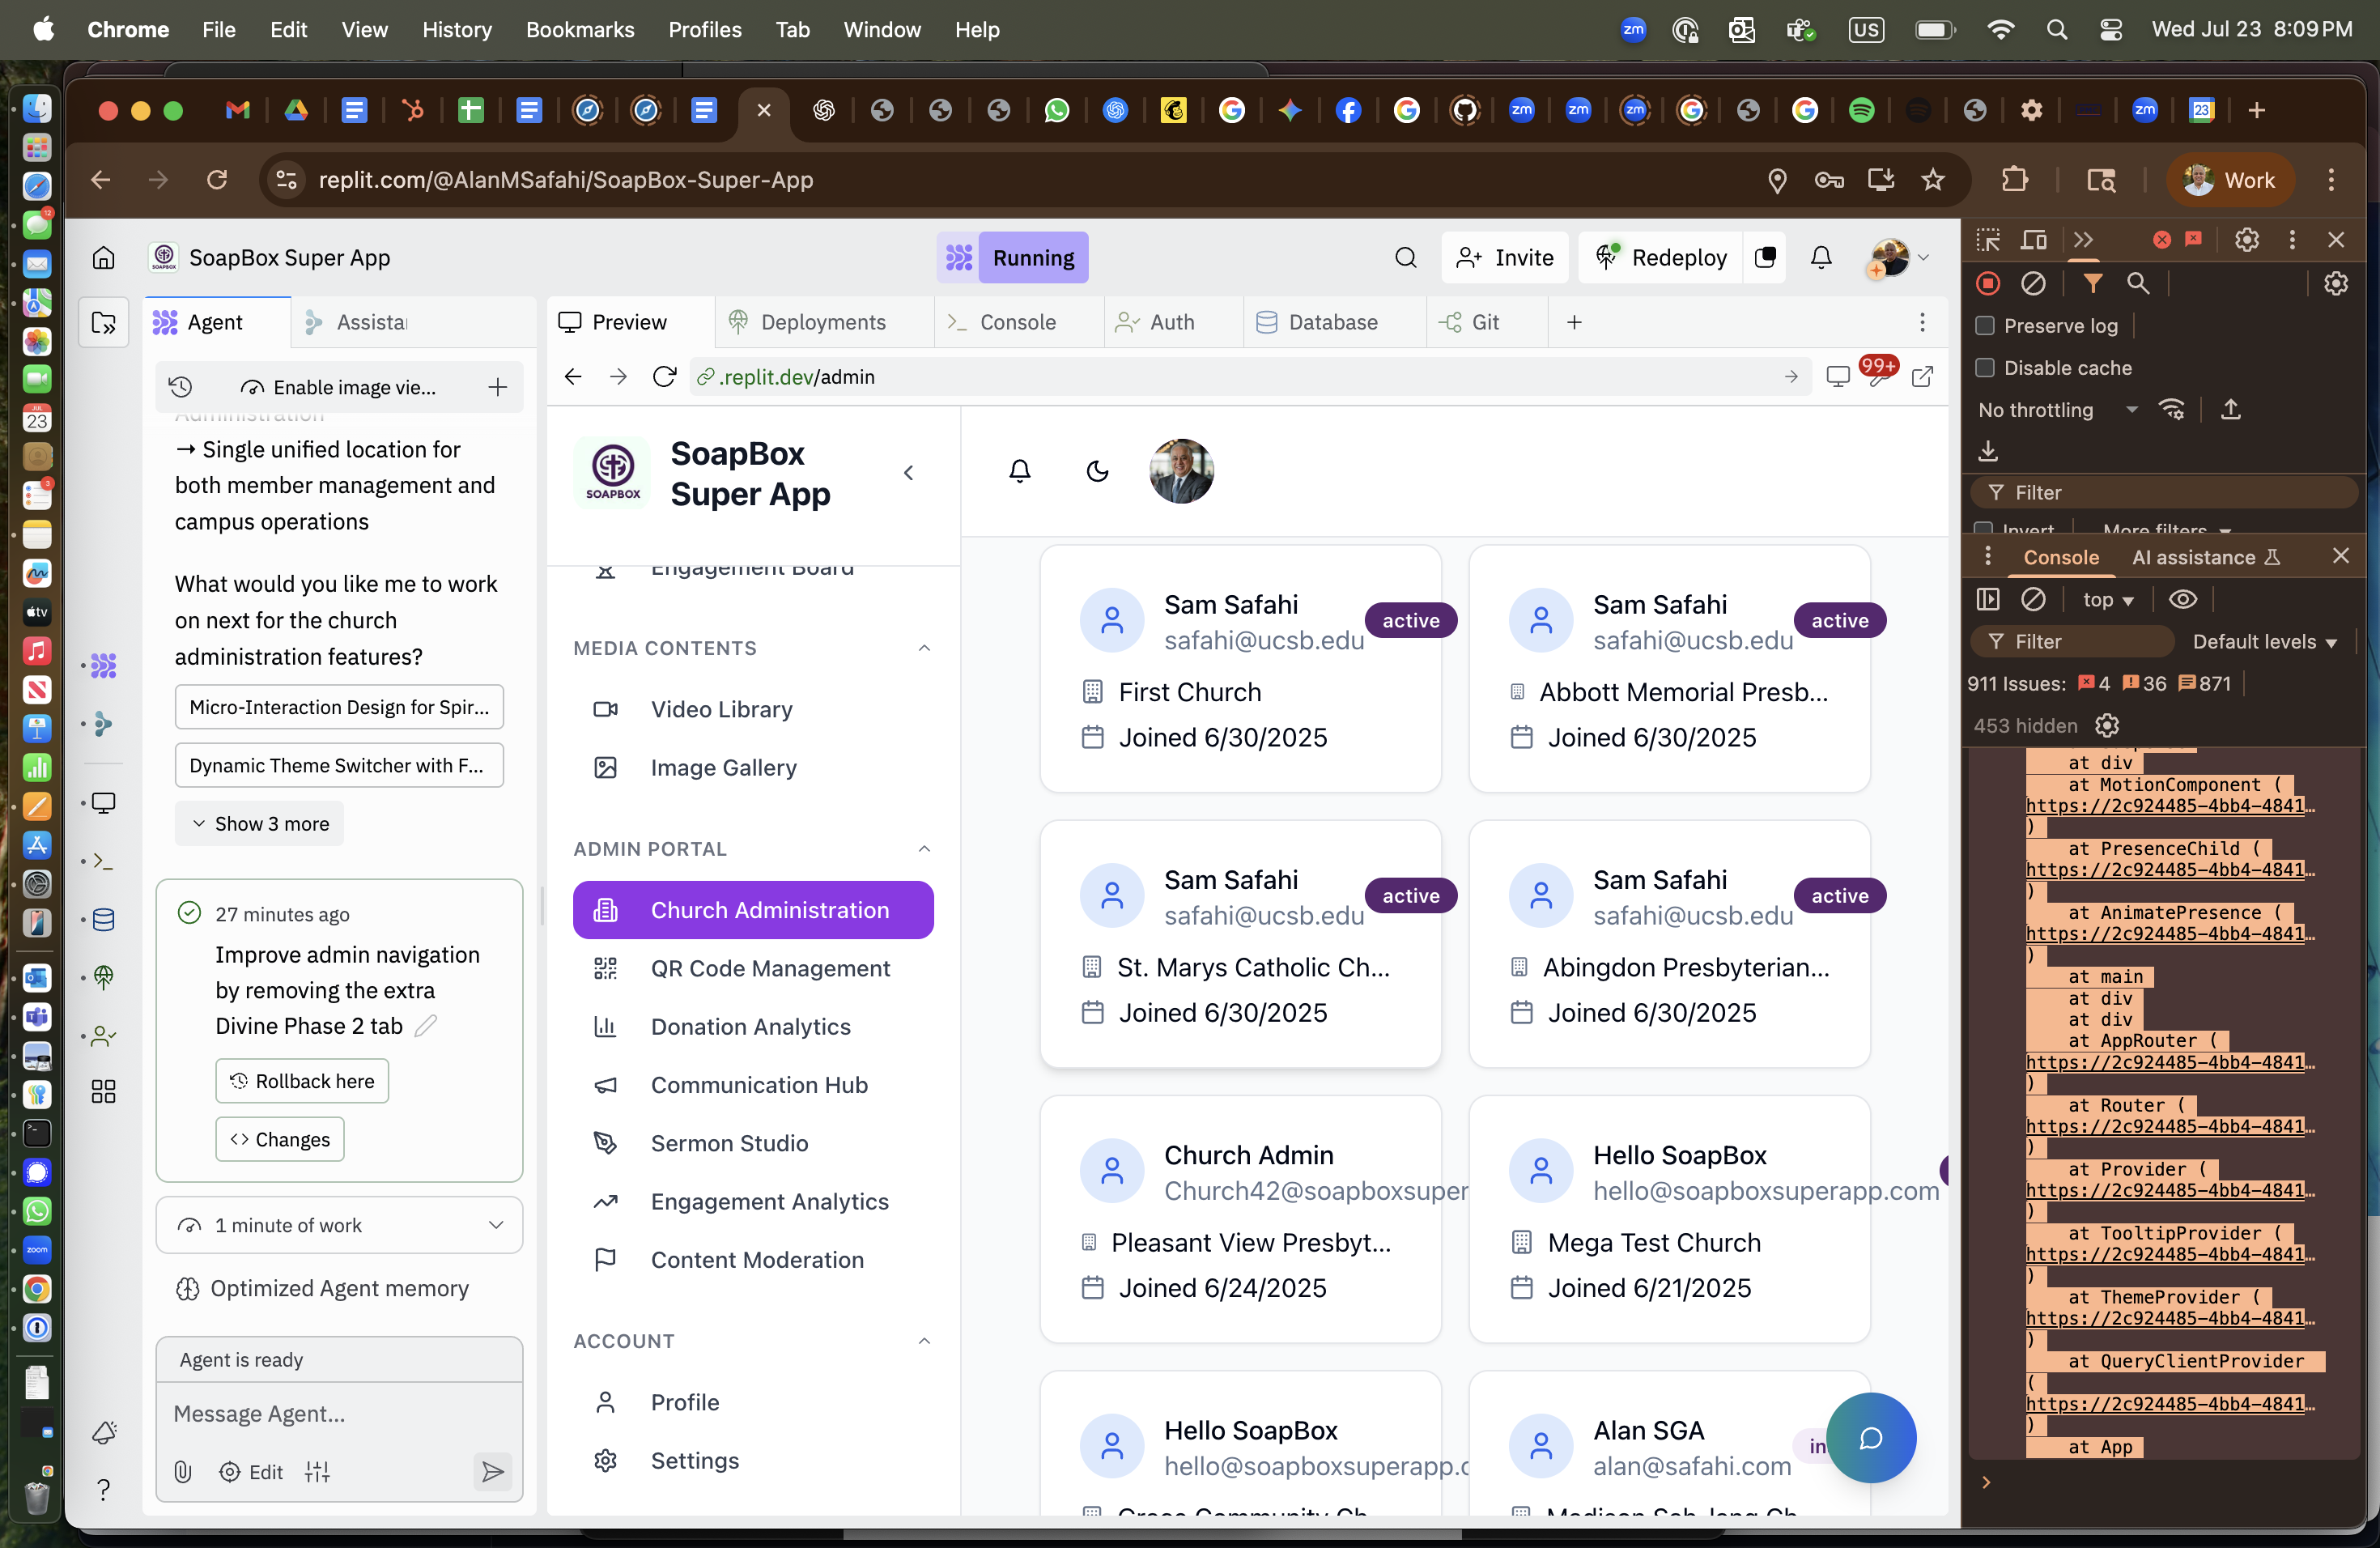 Chrome File Edit View History Bookmarks Profiles Tab Window Help
zm
US
Wed Jul 23 8:09 PM
replit.com/@AlanMSafahi/SoapBox-Super-App
Work
SoapBox Super App
Running
Invite
Redeploy
Agent
Assista
Preview
Deployments
Console
Auth
Database
Git
Enable image vie...
.replit.dev/admin
99+
Administration
→ Single unified location for
both member management and
campus operations
What would you like me to work
on next for the church
administration features?
Micro-Interaction Design for Spir...
Dynamic Theme Switcher with F...
Show 3 more
27 minutes ago
Improve admin navigation
by removing the extra
Divine Phase 2 tab
Rollback here
Changes
1 minute of work
Optimized Agent memory
Agent is ready
Message Agent...
Edit
SOAPBOX
SoapBox
Super App
Engagement Board
MEDIA CONTENTS
Video Library
Image Gallery
ADMIN PORTAL
Church Administration
QR Code Management
Donation Analytics
Communication Hub
Sermon Studio
Engagement Analytics
Content Moderation
ACCOUNT
Profile
Settings
Sam Safahi
safahi@ucsb.edu
active
First Church
Joined 6/30/2025
Sam Safahi
safahi@ucsb.edu
active
Abbott Memorial Presb...
Joined 6/30/2025
Sam Safahi
safahi@ucsb.edu
active
St. Marys Catholic Ch...
Joined 6/30/2025
Sam Safahi
safahi@ucsb.edu
active
Abingdon Presbyterian...
Joined 6/30/2025
Church Admin
Church42@soapboxsuper
Pleasant View Presbyt...
Joined 6/24/2025
Hello SoapBox
hello@soapboxsuperapp.com
Mega Test Church
Joined 6/21/2025
Hello SoapBox
hello@soapboxsuperapp.c
Grace Community Ch
Alan SGA
alan@safahi.com
in
Preserve log
Disable cache
No throttling
Filter
Invert
More filters
Console
AI assistance
top
Filter
Default levels
911 Issues: 4 36 871
453 hidden
at div
at MotionComponent (
https://2c924485-4bb4-4841…
)
at PresenceChild (
https://2c924485-4bb4-4841…
)
at AnimatePresence (
https://2c924485-4bb4-4841…
)
at main
at div
at div
at AppRouter (
https://2c924485-4bb4-4841…
)
at Router (
https://2c924485-4bb4-4841…
)
at Provider (
https://2c924485-4bb4-4841…
)
at TooltipProvider (
https://2c924485-4bb4-4841…
)
at ThemeProvider (
https://2c924485-4bb4-4841…
)
at QueryClientProvider
(
https://2c924485-4bb4-4841…
)
at App